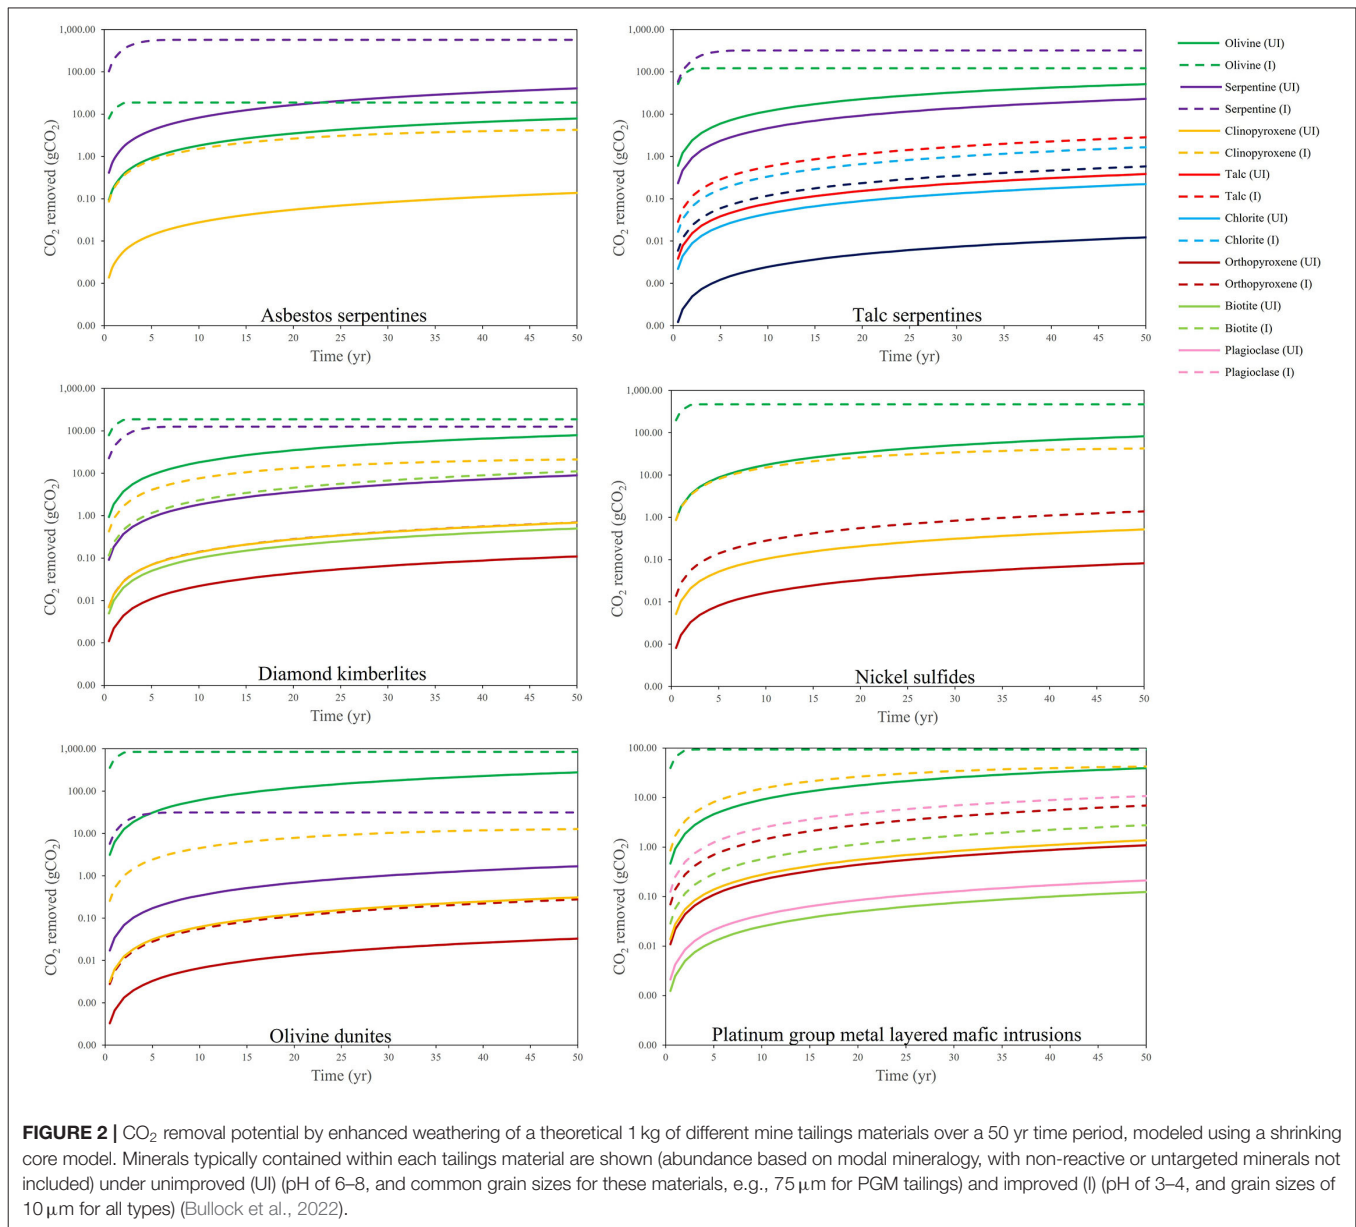 1,000.00
100.00
10.00
1.00
0.10
0.01
0.00
0.00
CO2 removed (gCO2)
Asbestos serpentines
0 5 10 15 20 25 30 35 40 45 50
Time (yr)
1,000.00
100.00
10.00
1.00
0.10
0.01
0.00
0.00
CO2 removed (gCO2)
Talc serpentines
0 5 10 15 20 25 30 35 40 45 50
Time (yr)
Olivine (UI)
Olivine (I)
Serpentine (UI)
Serpentine (I)
Clinopyroxene (UI)
Clinopyroxene (I)
Talc (UI)
Talc (I)
Chlorite (UI)
Chlorite (I)
Orthopyroxene (UI)
Orthopyroxene (I)
Biotite (UI)
Biotite (I)
Plagioclase (UI)
Plagioclase (I)
1,000.00
100.00
10.00
1.00
0.10
0.01
0.00
0.00
CO2 removed (gCO2)
Diamond kimberlites
0 5 10 15 20 25 30 35 40 45 50
Time (yr)
1,000.00
100.00
10.00
1.00
0.10
0.01
0.00
0.00
CO2 removed (gCO2)
Nickel sulfides
0 5 10 15 20 25 30 35 40 45 50
Time (yr)
1,000.00
100.00
10.00
1.00
0.10
0.01
0.00
0.00
CO2 removed (gCO2)
Olivine dunites
0 5 10 15 20 25 30 35 40 45 50
Time (yr)
100.00
10.00
1.00
0.10
0.01
0.00
0.00
CO2 removed (gCO2)
Platinum group metal layered mafic intrusions
0 5 10 15 20 25 30 35 40 45 50
Time (yr)
FIGURE 2 | CO2 removal potential by enhanced weathering of a theoretical 1 kg of different mine tailings materials over a 50 yr time period, modeled using a shrinking
core model. Minerals typically contained within each tailings material are shown (abundance based on modal mineralogy, with non-reactive or untargeted minerals not
included) under unimproved (UI) (pH of 6–8, and common grain sizes for these materials, e.g., 75 μm for PGM tailings) and improved (I) (pH of 3–4, and grain sizes of
10 μm for all types) (Bullock et al., 2022).